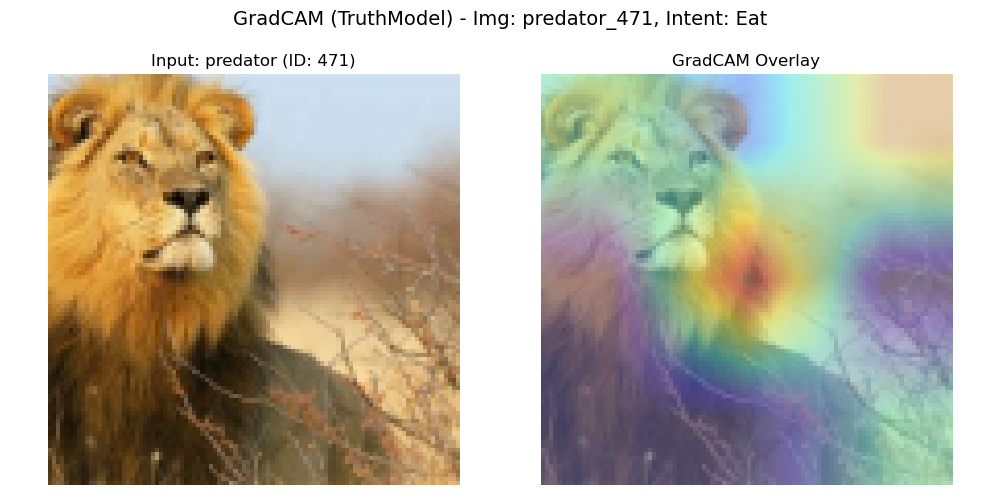 GradCAM (TruthModel) - Img: predator_471, Intent: Eat
Input: predator (ID: 471)
GradCAM Overlay